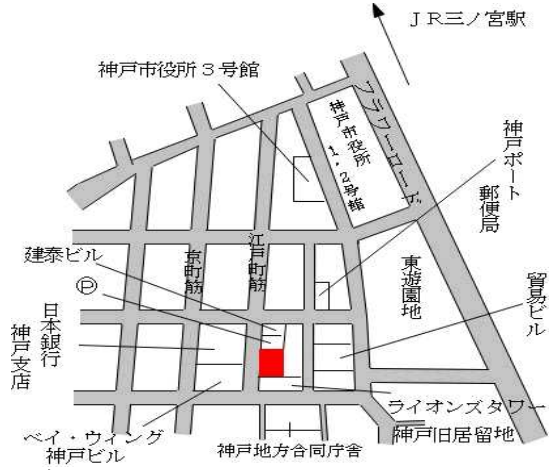 ＪＲ三ノ宮駅
神戸市役所３号館
神戸市役所
１，２号館
フラワーロード
神戸ポート
郵便局
建泰ビル
江戸町筋
京町筋
東遊園地
貿易ビル
Ⓟ
日本銀行
神戸支店
ライオンズタワー
神戸旧居留地
ベイ・ウィング
神戸ビル
神戸地方合同庁舎